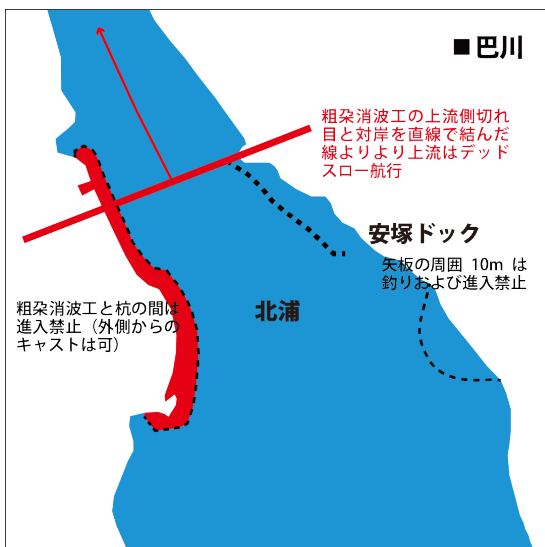 ■巴川
粗朶消波工の上流側切れ
目と対岸を直線で結んだ
線よりより上流はデッド
スロー航行
安塚ドック
矢板の周囲 10m は
釣りおよび進入禁止
粗朶消波工と杭の間は
進入禁止（外側からの
キャストは可）
北浦